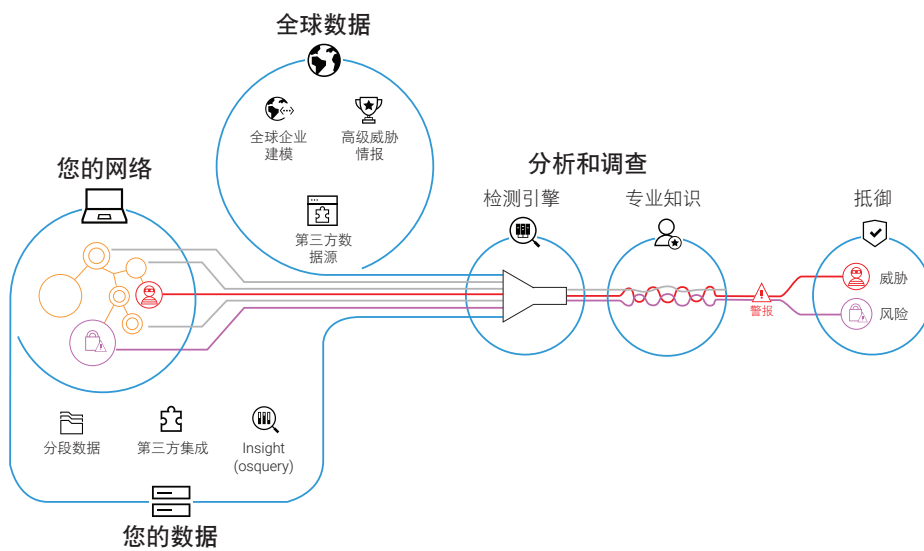 全球数据
全球企业
建模
高级威胁
情报
第三方数
据源
您的网络
分段数据
第三方集成
Insight
(osquery)
您的数据
分析和调查
检测引擎
专业知识
抵御
警报
威胁
风险